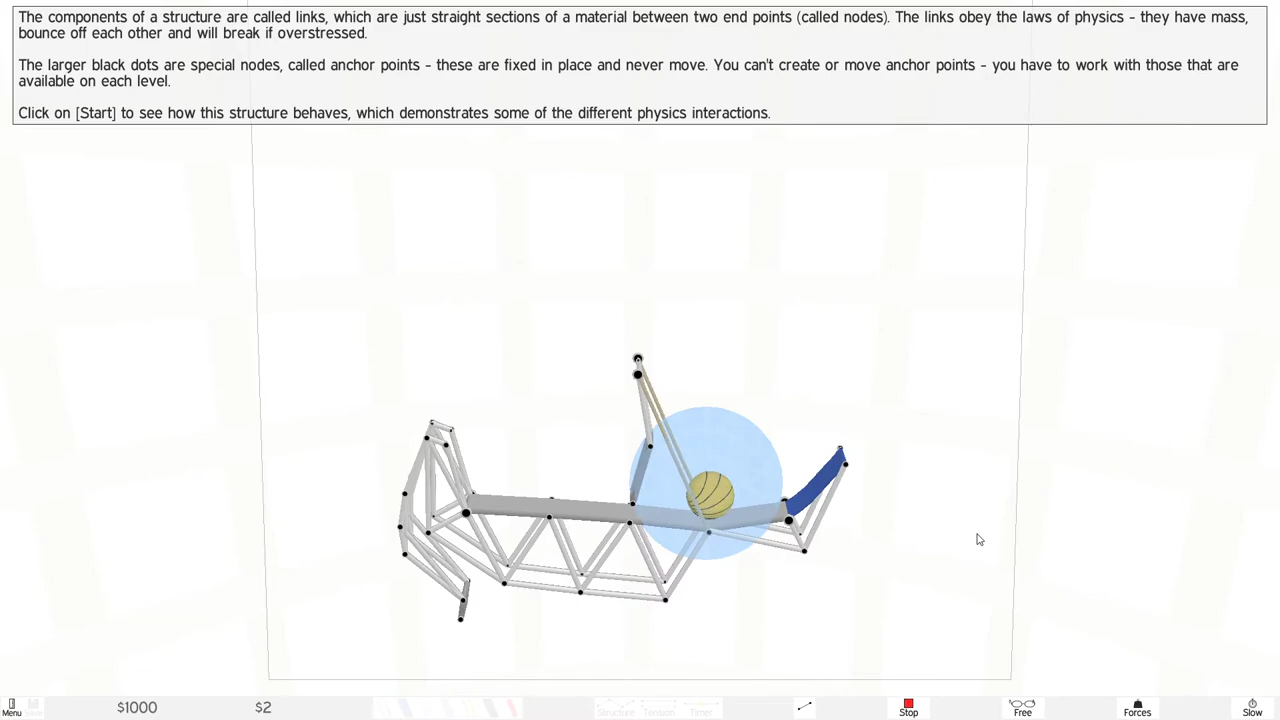 The components of a structure are called links, which are just straight sections of a material between two end points (called nodes). The links obey the laws of physics - they have mass,
bounce off each other and will break if overstressed.
The larger black dots are special nodes, called anchor points - these are fixed in place and never move. You can't create or move anchor points - you have to work with those that are
available on each level.
Click on [Start] to see how this structure behaves, which demonstrates some of the different physics interactions.
Menu Save $1000 $2 Structure Tension Timer Stop Free Forces Slow